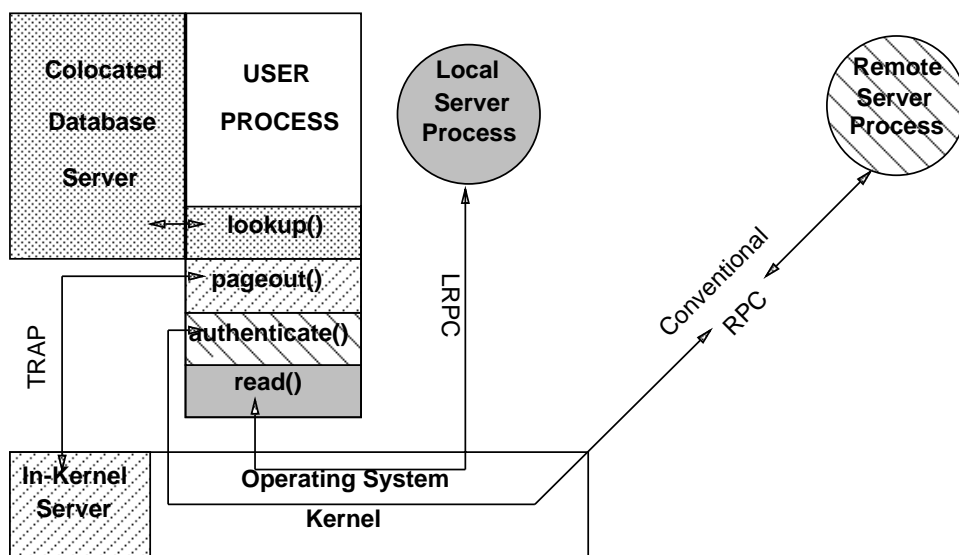 Colocated
Database
Server
USER
PROCESS
Local
Server
Process
Remote
Server
Process
lookup()
pageout()
authenticate()
read()
TRAP
LRPC
Conventional
RPC
In-Kernel
Server
Operating System
Kernel